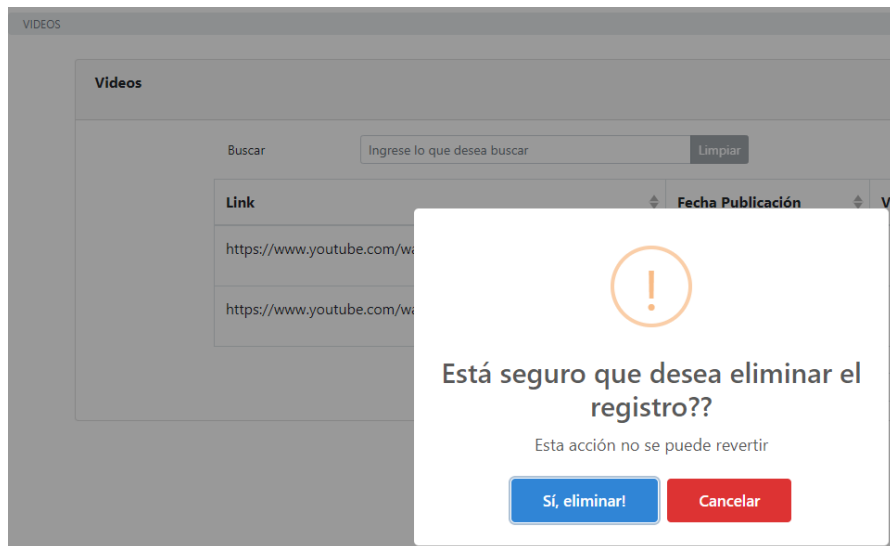 VIDEOS
Videos
Buscar Ingrese lo que desea buscar Limpiar
Link Fecha Publicación V
https://www.youtube.com/wa
https://www.youtube.com/wa
!
Está seguro que desea eliminar el
registro??
Esta acción no se puede revertir
Sí, eliminar! Cancelar